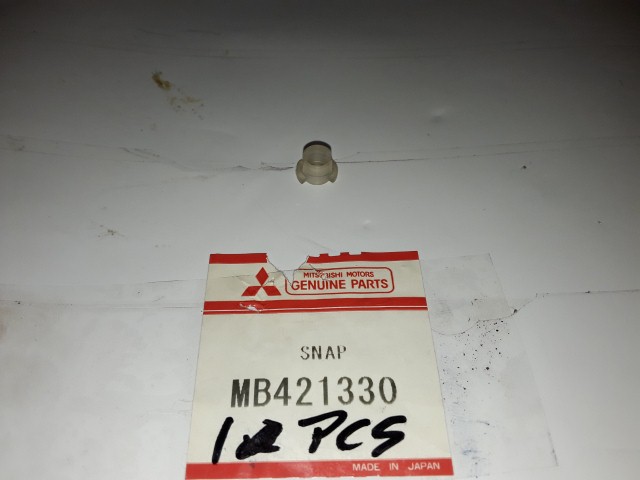 MITSUBISHI MOTORS
GENUINE PARTS
SNAP
MB421330
12 PCS
MADE IN JAPAN